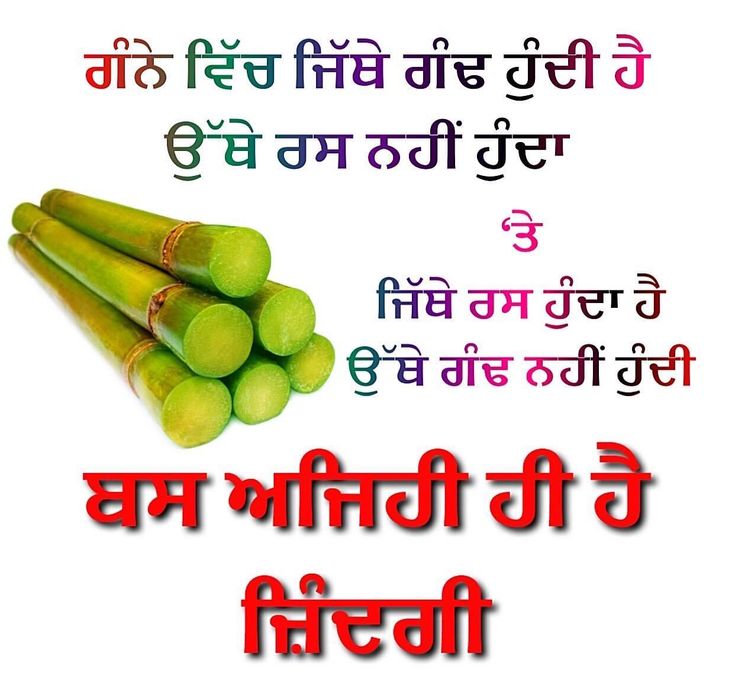 ਗੰਨੇ ਵਿੱਚ ਜਿੱਥੇ ਗੰਢ ਹੁੰਦੀ ਹੈ
ਉੱਥੇ ਰਸ ਨਹੀਂ ਹੁੰਦਾ
‘ਤੇ
ਜਿੱਥੇ ਰਸ ਹੁੰਦਾ ਹੈ
ਉੱਥੇ ਗੰਢ ਨਹੀਂ ਹੁੰਦੀ
ਬਸ ਅਜਿਹੀ ਹੀ ਹੈ
ਜ਼ਿੰਦਗੀ